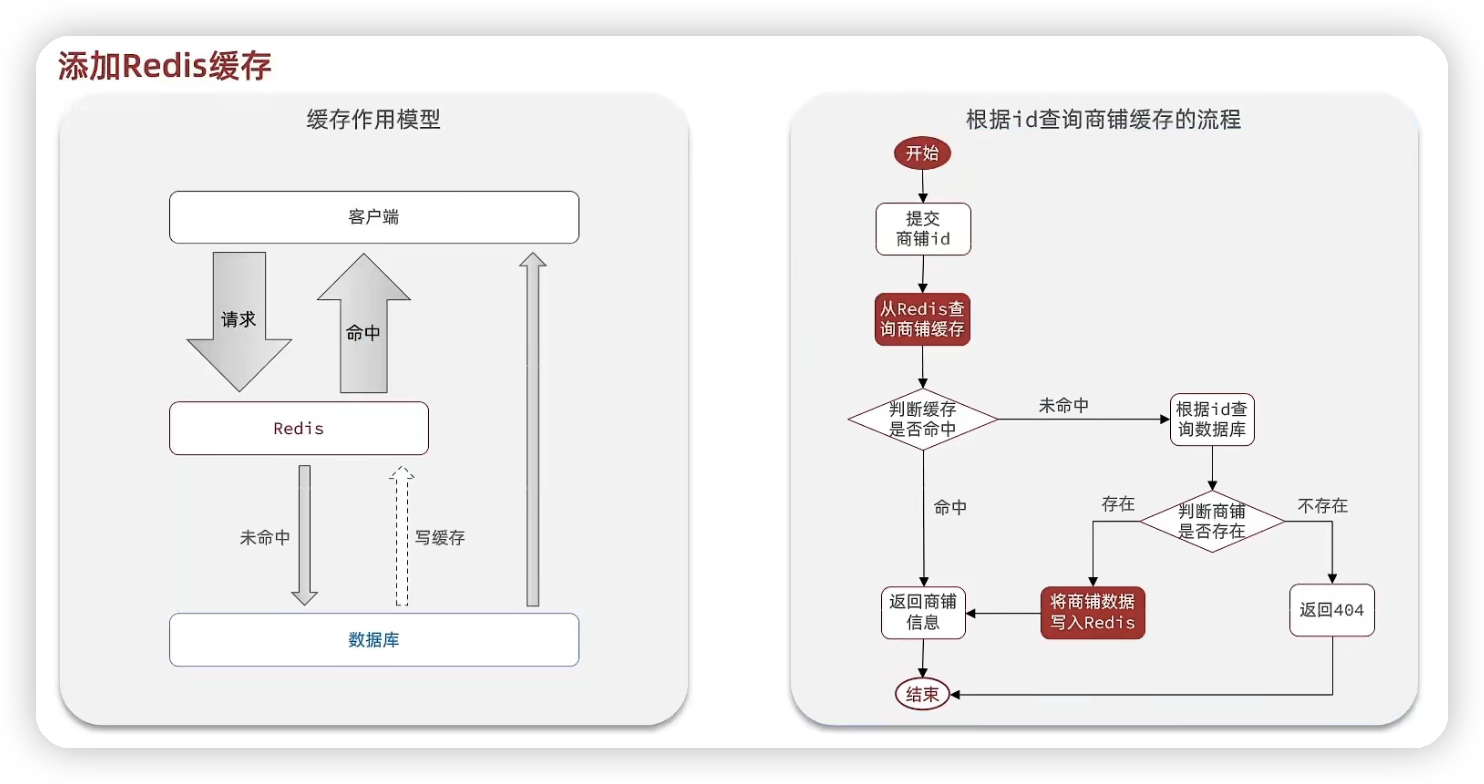 添加Redis缓存
缓存作用模型
客户端
请求
命中
Redis
未命中
写缓存
数据库
根据id查询商铺缓存的流程
开始
提交
商铺id
从Redis查
询商铺缓存
判断缓存
是否命中
未命中
根据id查
询数据库
命中
存在
判断商铺
是否存在
不存在
返回商铺
信息
将商铺数据
写入Redis
返回404
结束